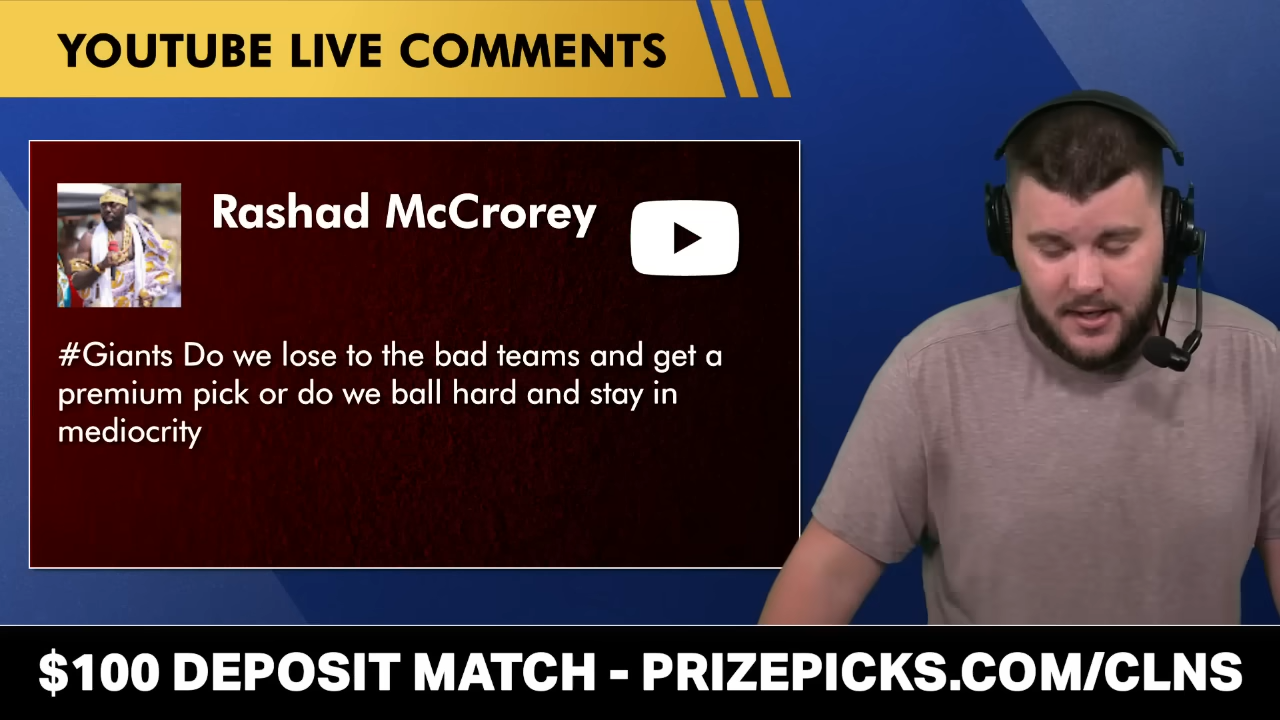 YOUTUBE LIVE COMMENTS
Rashad McCrorey
#Giants Do we lose to the bad teams and get a
premium pick or do we ball hard and stay in
mediocrity
$100 DEPOSIT MATCH - PRIZEPICKS.COM/CLNS